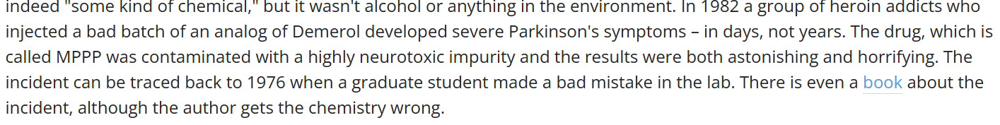 indeed "some kind of chemical," but it wasn't alcohol or anything in the environment. In 1982 a group of heroin addicts who
injected a bad batch of an analog of Demerol developed severe Parkinson's symptoms – in days, not years. The drug, which is
called MPPP was contaminated with a highly neurotoxic impurity and the results were both astonishing and horrifying. The
incident can be traced back to 1976 when a graduate student made a bad mistake in the lab. There is even a book about the
incident, although the author gets the chemistry wrong.